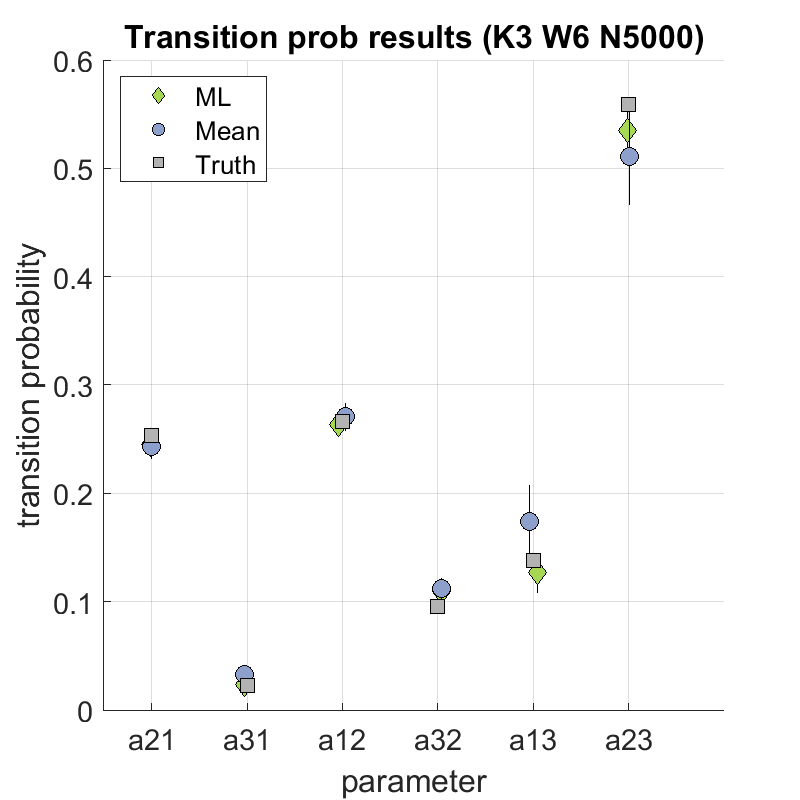 Transition prob results (K3 W6 N5000)
ML
Mean
Truth
transition probability
0.6
0.5
0.4
0.3
0.2
0.1
0
a21 a31 a12 a32 a13 a23
parameter